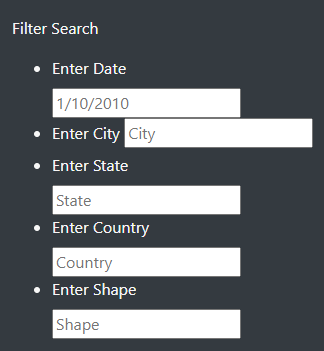 Filter Search
Enter Date
1/10/2010
Enter City City
Enter State
State
Enter Country
Country
Enter Shape
Shape